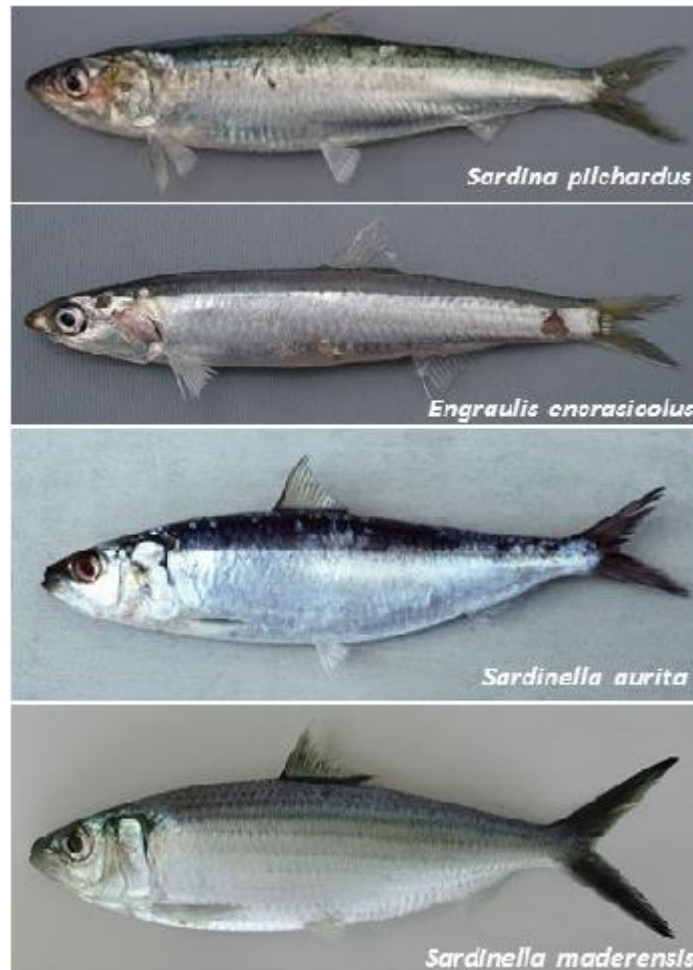 Sardina pilchardus
Engraulis encrasicolus
Sardinella aurita
Sardinella maderensis